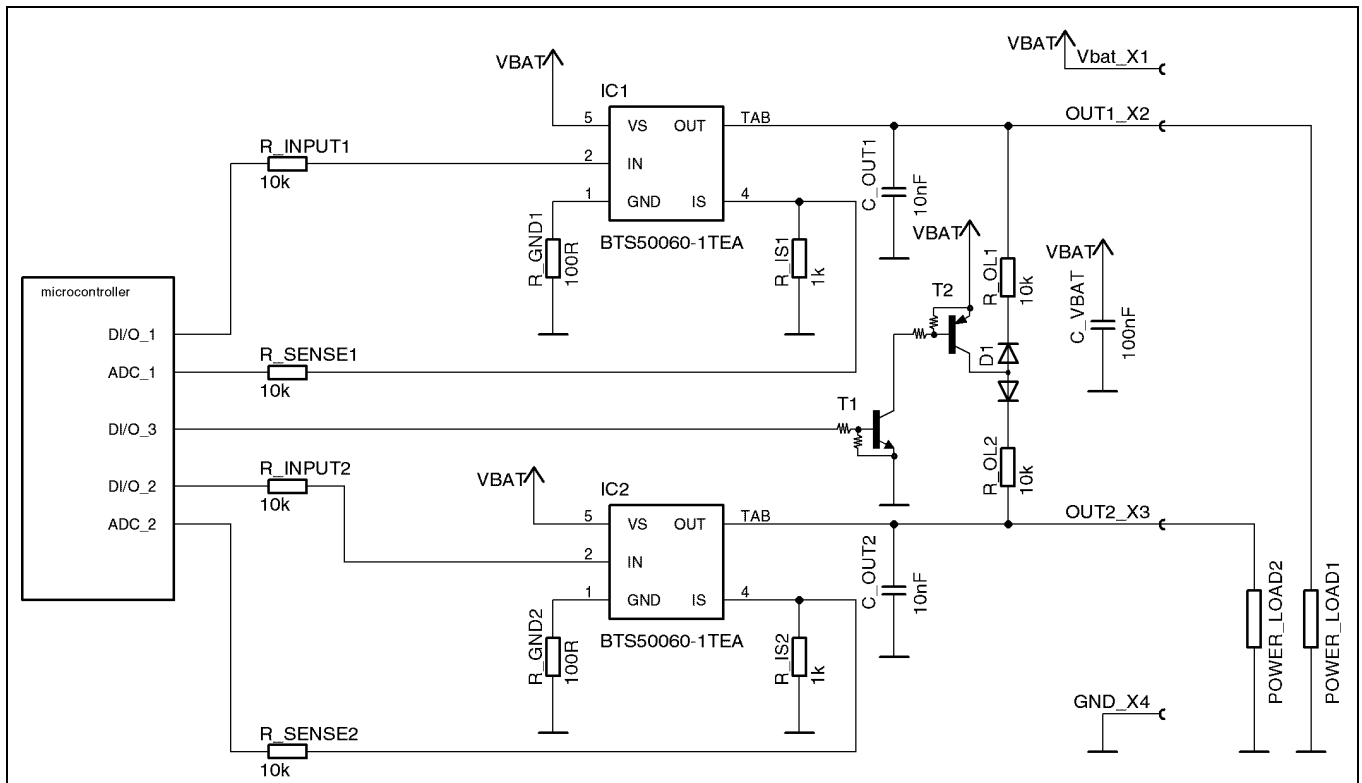 VBAT
Vbat_X1
VBAT
IC1
5 VS OUT TAB
OUT1_X2
R_INPUT1
10k
2 IN
1 GND IS 4
BTS50060-1TEA
R_GND1
100R
R_IS1
1k
C_OUT1
10nF
VBAT
R_OL1
10k
VBAT
C_VBAT
100nF
T2
D1
microcontroller
DI/O_1
ADC_1
DI/O_3
DI/O_2
ADC_2
R_SENSE1
10k
T1
R_INPUT2
10k
VBAT
R_OL2
10k
IC2
5 VS OUT TAB
OUT2_X3
2 IN
1 GND IS 4
BTS50060-1TEA
R_GND2
100R
R_IS2
1k
C_OUT2
10nF
POWER_LOAD2
POWER_LOAD1
GND_X4
R_SENSE2
10k